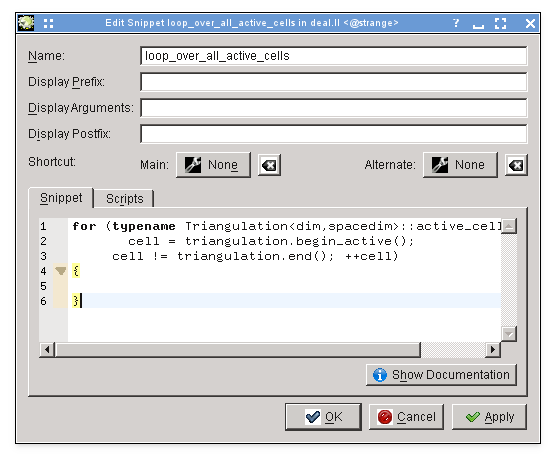 Edit Snippet loop_over_all_active_cells in deal.II <@strange>
Name: loop_over_all_active_cells
Display Prefix:
Display Arguments:
Display Postfix:
Shortcut: Main: None Alternate: None
Snippet Scripts
1 for (typename Triangulation<dim,spacedim>::active_cell
2 cell = triangulation.begin_active();
3 cell != triangulation.end(); ++cell)
4 {
5
6 }
Show Documentation
OK Cancel Apply